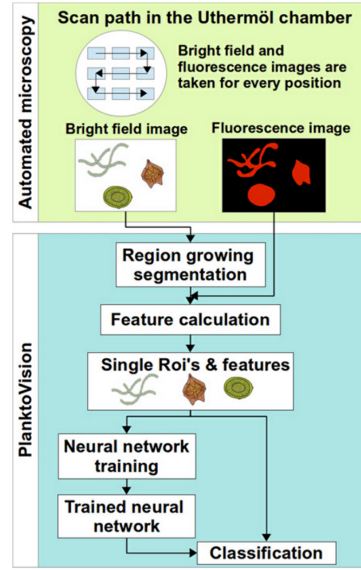 Automated microscopy
Scan path in the Uthermöl chamber
Bright field and
fluorescence images are
taken for every position
Bright field image
Fluorescence image
PlanktoVision
Region growing
segmentation
Feature calculation
Single Roi's & features
Neural network
training
Trained neural
network
Classification